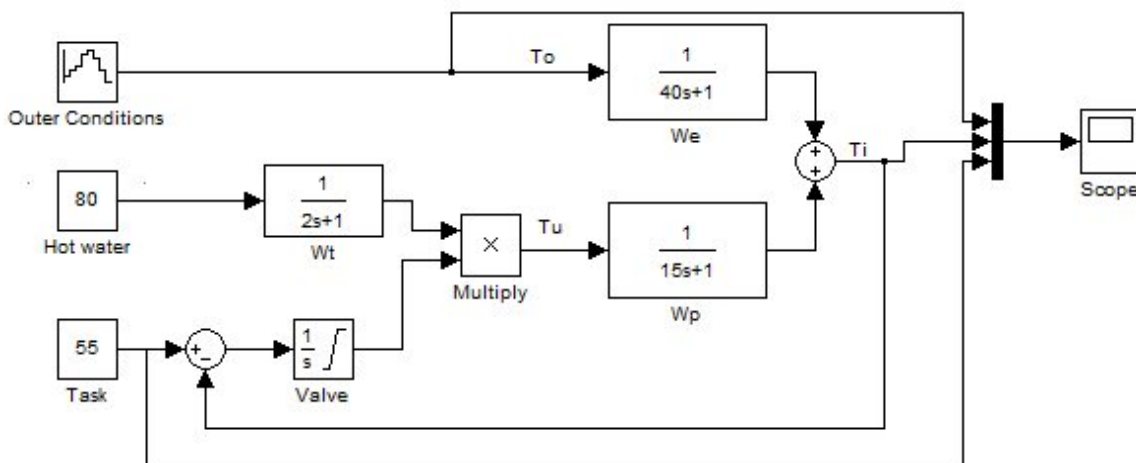 To
1
40s+1
We
Outer Conditions
+
+
Ti
Scope
80
Hot water
1
2s+1
Wt
×
Multiply
Tu
1
15s+1
Wp
55
Task
+
−
1
s
Valve